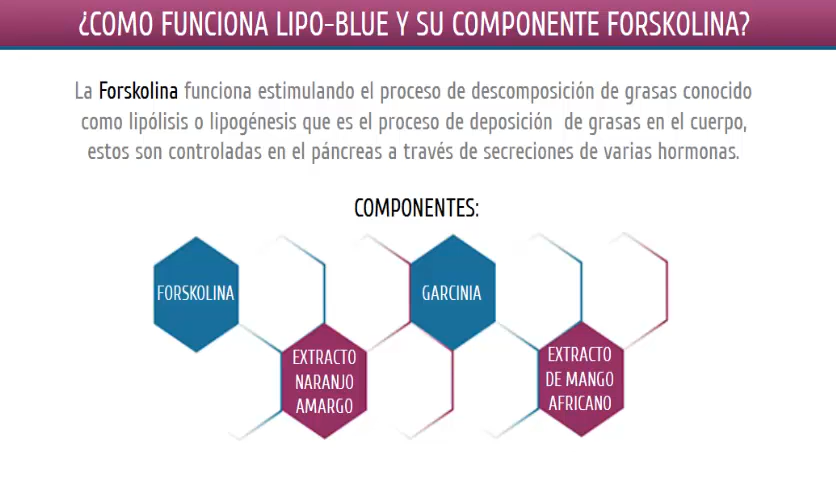 ¿COMO FUNCIONA LIPO-BLUE Y SU COMPONENTE FORSKOLINA?
La Forskolina funciona estimulando el proceso de descomposición de grasas conocido
como lipólisis o lipogénesis que es el proceso de deposición de grasas en el cuerpo,
estos son controladas en el páncreas a través de secreciones de varias hormonas.
COMPONENTES:
FORSKOLINA
GARCINIA
EXTRACTO
NARANJO
AMARGO
EXTRACTO
DE MANGO
AFRICANO